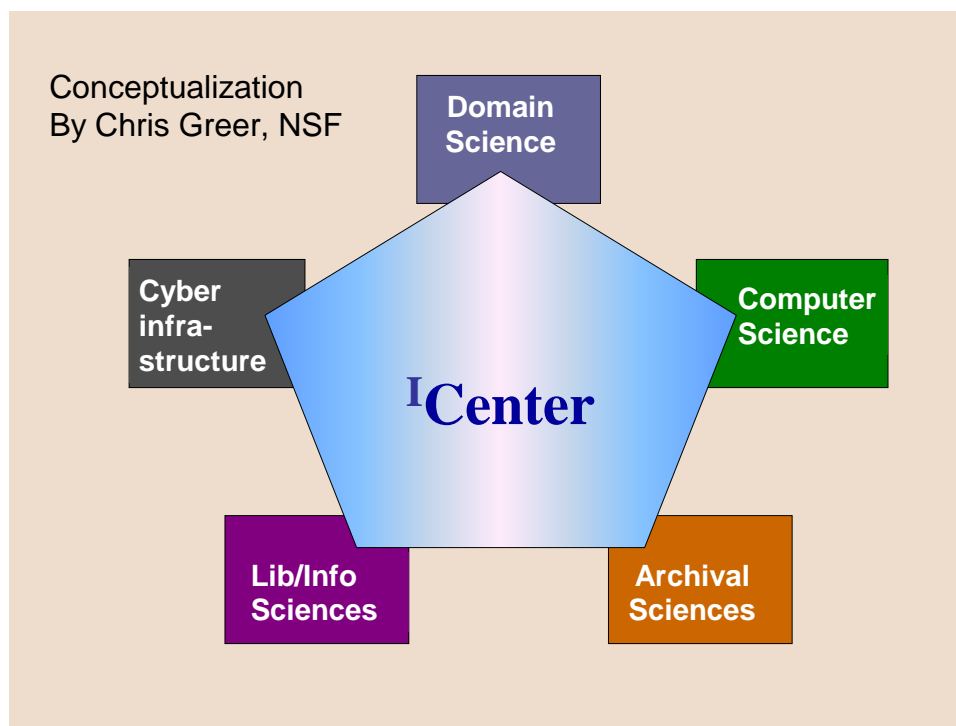 Conceptualization
By Chris Greer, NSF
Domain
Science
Cyber
infra-
structure
Computer
Science
ICenter
Lib/Info
Sciences
Archival
Sciences